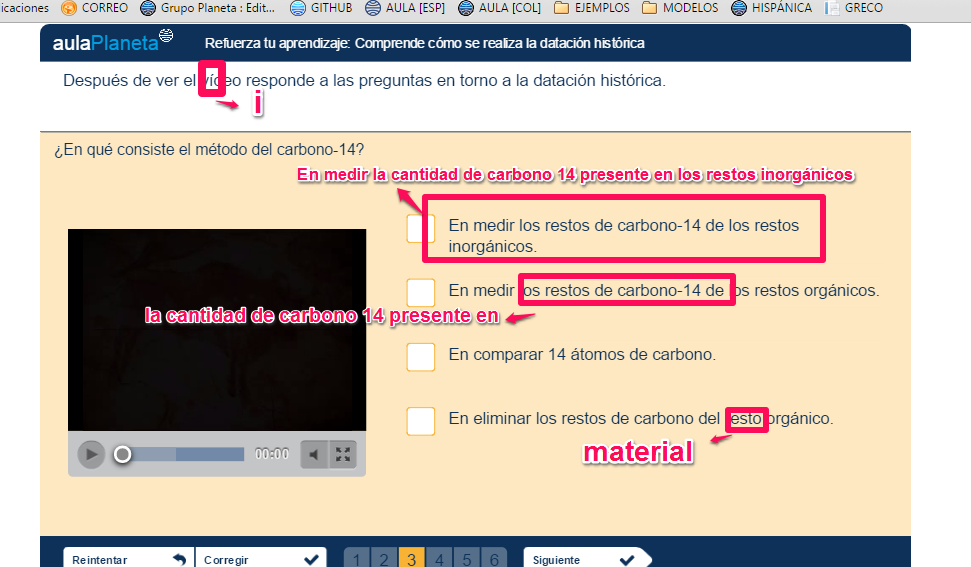 icaciones CORREO Grupo Planeta : Edit... GITHUB AULA [ESP] AULA [COL] EJEMPLOS MODELOS HISPÁNICA GRECO
aulaPlaneta Refuerza tu aprendizaje: Comprende cómo se realiza la datación histórica
Después de ver el vídeo responde a las preguntas en torno a la datación histórica.
i
¿En qué consiste el método del carbono-14?
En medir la cantidad de carbono 14 presente en los restos inorgánicos
En medir los restos de carbono-14 de los restos
inorgánicos.
En medir los restos de carbono-14 de los restos orgánicos.
la cantidad de carbono 14 presente en
En comparar 14 átomos de carbono.
En eliminar los restos de carbono del resto orgánico.
material
00:00
Reintentar Corregir 1 2 3 4 5 6 Siguiente